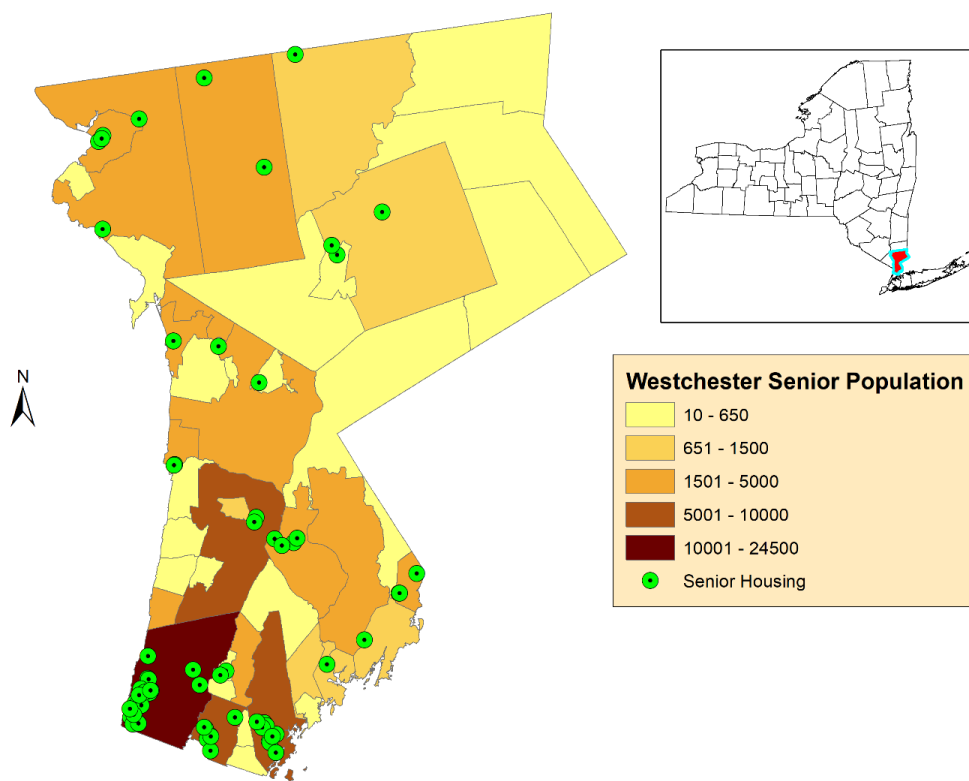 N
Westchester Senior Population
10 - 650
651 - 1500
1501 - 5000
5001 - 10000
10001 - 24500
Senior Housing